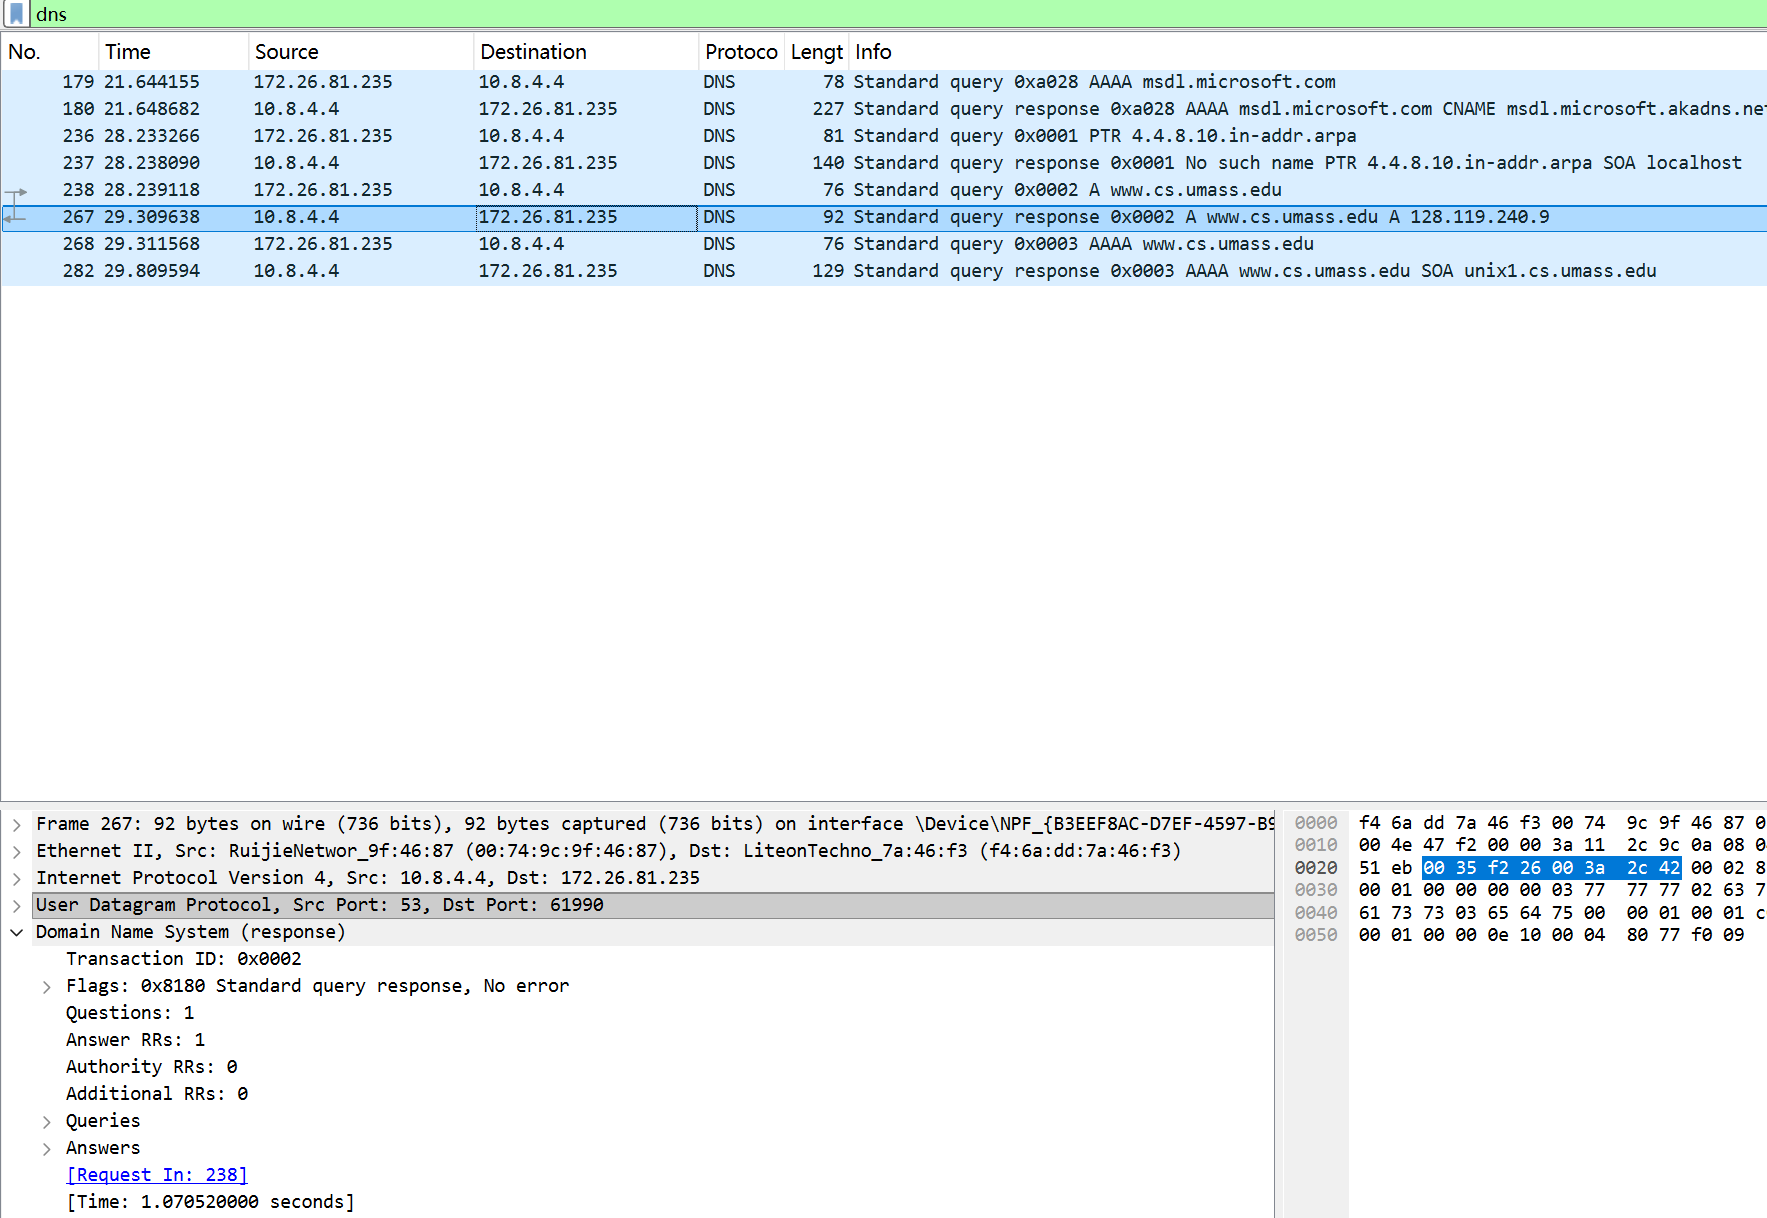 dns
No. Time Source Destination Protoco Lengt Info
179 21.644155 172.26.81.235 10.8.4.4 DNS 78 Standard query 0xa028 AAAA msdl.microsoft.com
180 21.648682 10.8.4.4 172.26.81.235 DNS 227 Standard query response 0xa028 AAAA msdl.microsoft.com CNAME msdl.microsoft.akadns.ne
236 28.233266 172.26.81.235 10.8.4.4 DNS 81 Standard query 0x0001 PTR 4.4.8.10.in-addr.arpa
237 28.238090 10.8.4.4 172.26.81.235 DNS 140 Standard query response 0x0001 No such name PTR 4.4.8.10.in-addr.arpa SOA localhost
238 28.239118 172.26.81.235 10.8.4.4 DNS 76 Standard query 0x0002 A www.cs.umass.edu
267 29.309638 10.8.4.4 172.26.81.235 DNS 92 Standard query response 0x0002 A www.cs.umass.edu A 128.119.240.9
268 29.311568 172.26.81.235 10.8.4.4 DNS 76 Standard query 0x0003 AAAA www.cs.umass.edu
282 29.809594 10.8.4.4 172.26.81.235 DNS 129 Standard query response 0x0003 AAAA www.cs.umass.edu SOA unix1.cs.umass.edu
Frame 267: 92 bytes on wire (736 bits), 92 bytes captured (736 bits) on interface \Device\NPF_{B3EEF8AC-D7EF-4597-B9
Ethernet II, Src: RuijieNetwor_9f:46:87 (00:74:9c:9f:46:87), Dst: LiteonTechno_7a:46:f3 (f4:6a:dd:7a:46:f3)
Internet Protocol Version 4, Src: 10.8.4.4, Dst: 172.26.81.235
User Datagram Protocol, Src Port: 53, Dst Port: 61990
Domain Name System (response)
Transaction ID: 0x0002
Flags: 0x8180 Standard query response, No error
Questions: 1
Answer RRs: 1
Authority RRs: 0
Additional RRs: 0
Queries
Answers
[Request In: 238]
[Time: 1.070520000 seconds]
0000 f4 6a dd 7a 46 f3 00 74 9c 9f 46 87 0
0010 00 4e 47 f2 00 00 3a 11 2c 9c 0a 08 0
0020 51 eb 00 35 f2 26 00 3a 2c 42 00 02 8
0030 00 01 00 00 00 00 03 77 77 77 02 63 7
0040 61 73 73 03 65 64 75 00 00 01 00 01 c
0050 00 01 00 00 0e 10 00 04 80 77 f0 09